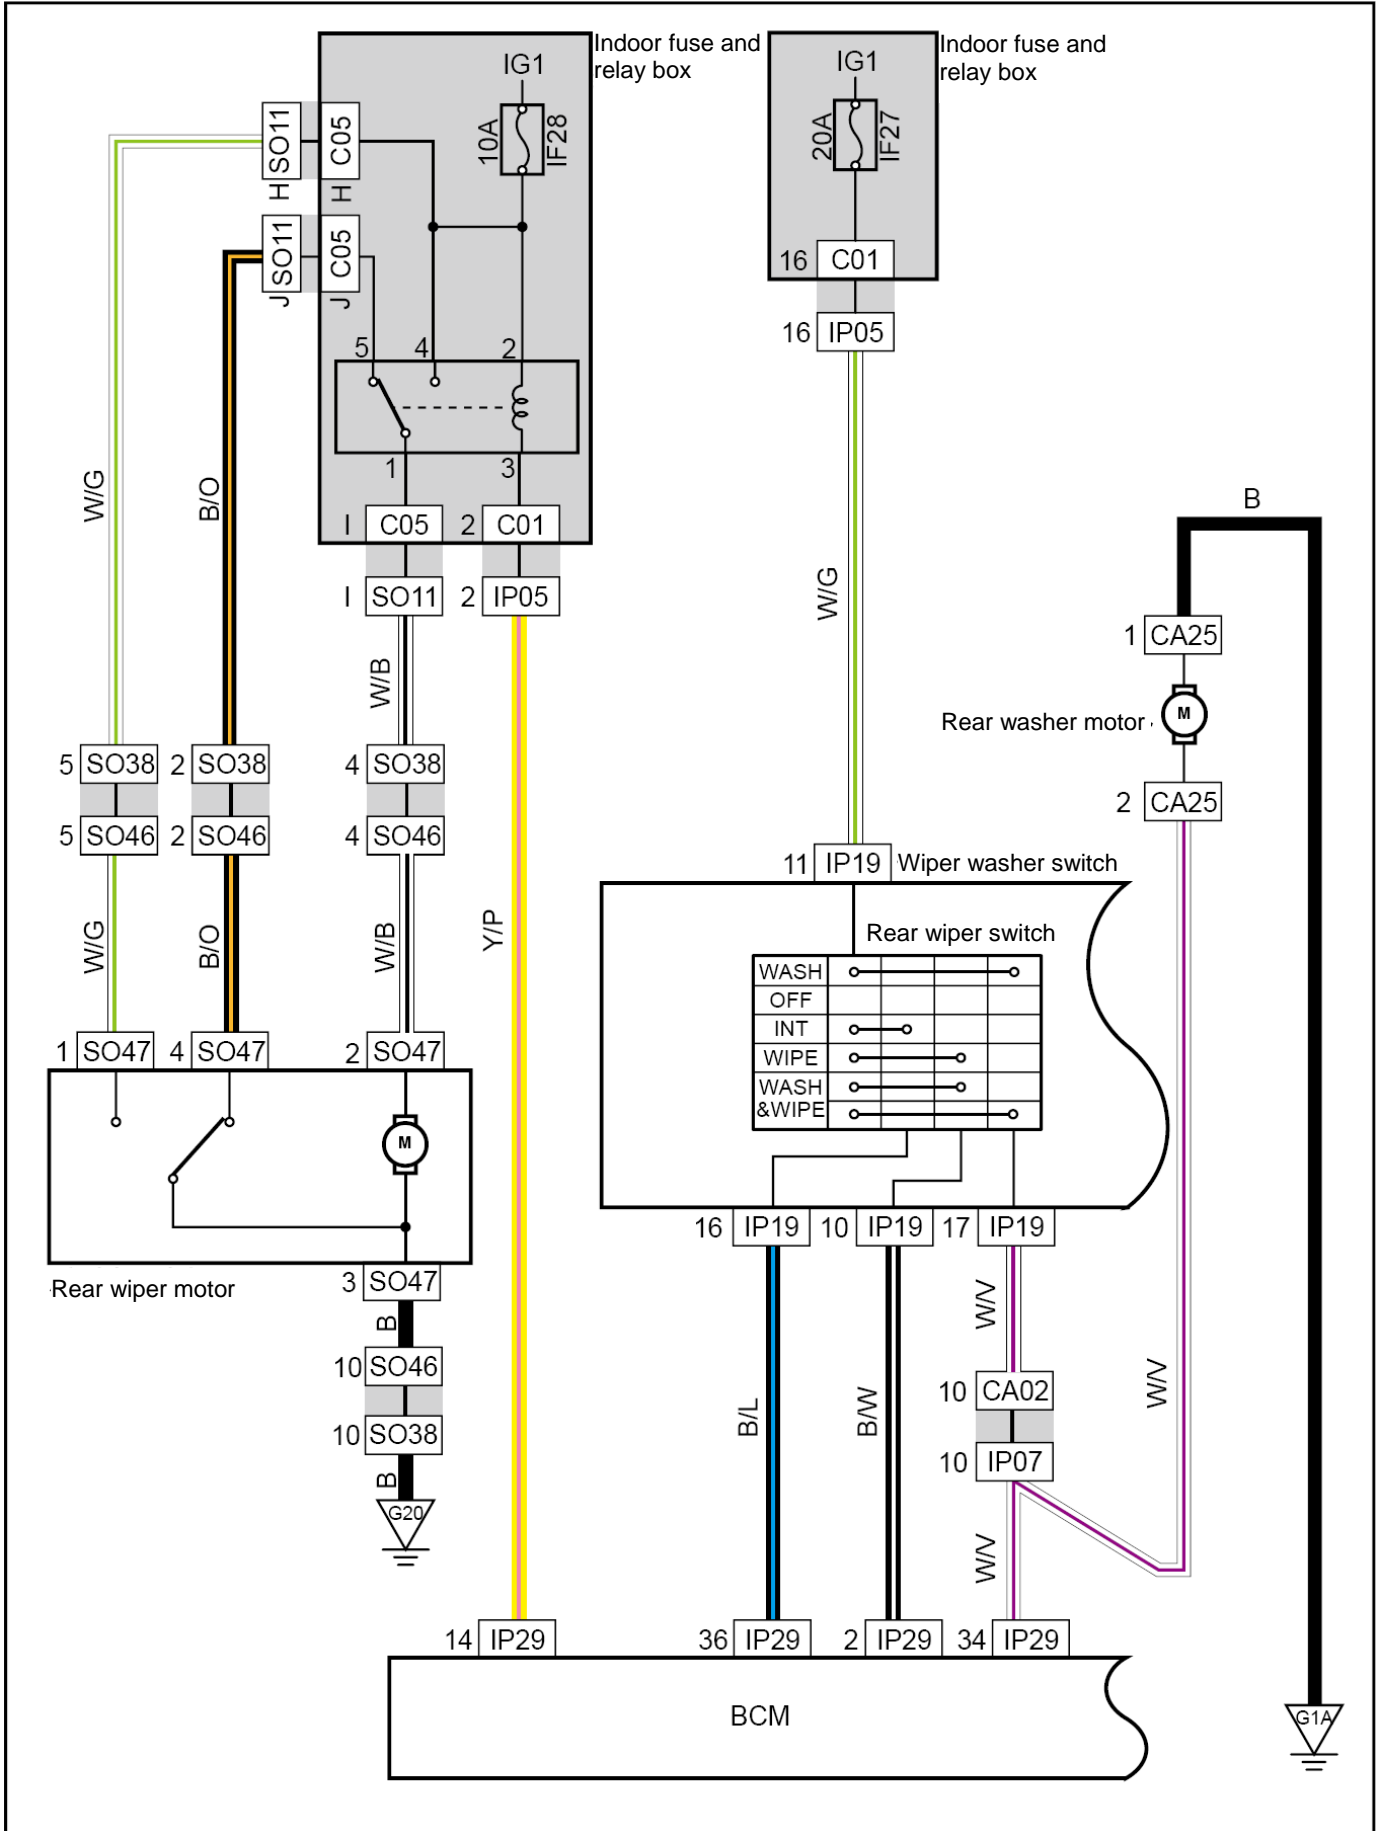 Indoor fuse and
relay box
IG1
10A
IF28
SO11
H
C05
H
SO11
J
C05
J
5
4
2
1
3
I
C05
2
C01
I
SO11
2
IP05
Indoor fuse and
relay box
IG1
20A
IF27
16
C01
16
IP05
W/G
B/O
W/B
Y/P
W/G
B
1
CA25
Rear washer motor
M
2
CA25
5
SO38
2
SO38
4
SO38
5
SO46
2
SO46
4
SO46
W/G
B/O
W/B
11
IP19
Wiper washer switch
Rear wiper switch
WASH
OFF
INT
WIPE
WASH
&WIPE
1
SO47
4
SO47
2
SO47
M
Rear wiper motor
3
SO47
B
10
SO46
10
SO38
B
G20
16
IP19
10
IP19
17
IP19
B/L
B/W
W/V
10
CA02
10
IP07
W/V
W/V
14
IP29
36
IP29
2
IP29
34
IP29
BCM
G1A